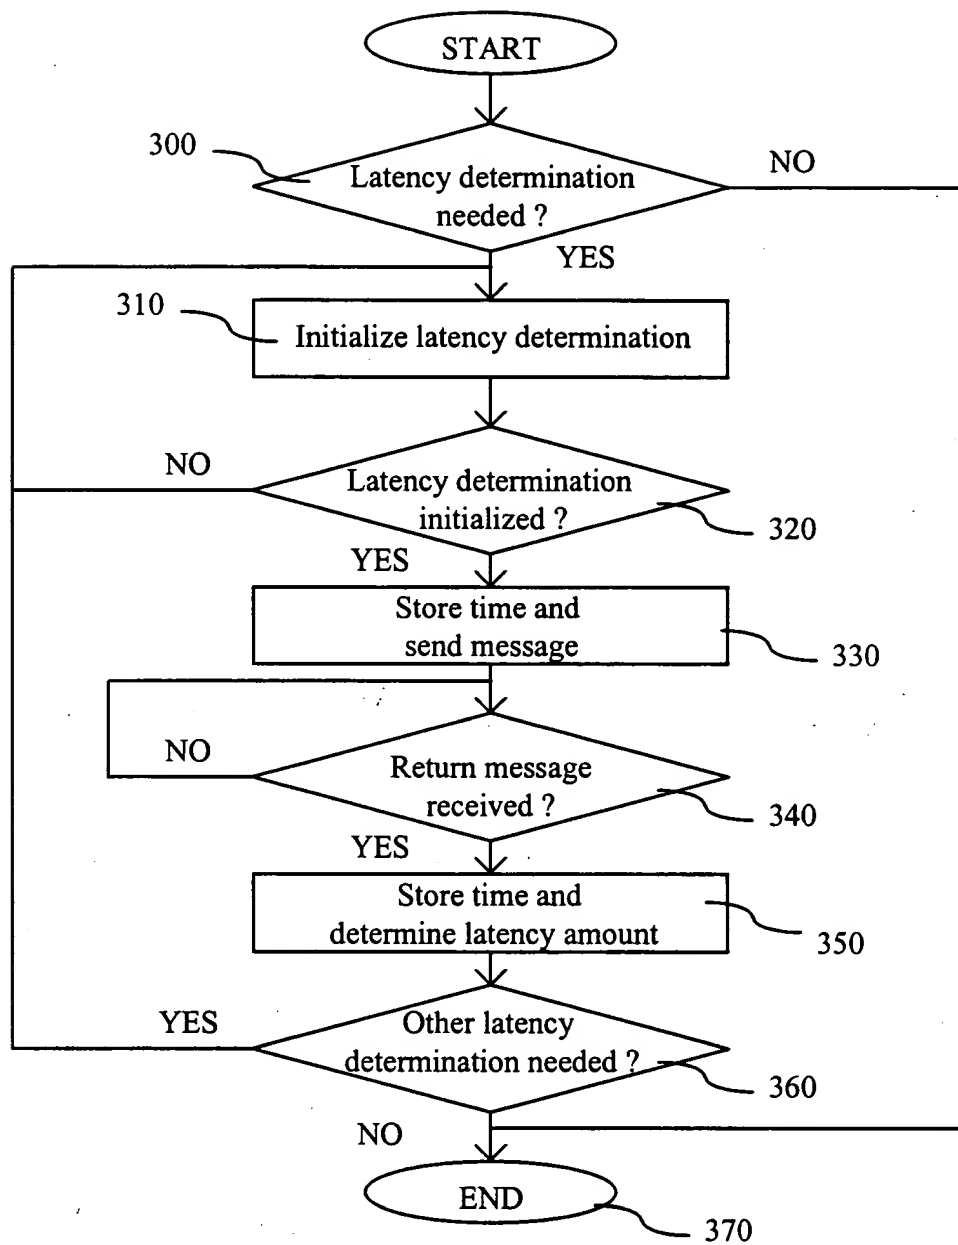 START
300
NO
Latency determination
needed ?
YES
310
Initialize latency determination
NO
Latency determination
initialized ?
320
YES
Store time and
send message
330
NO
Return message
received ?
340
YES
Store time and
determine latency amount
350
YES
Other latency
determination needed ?
360
NO
END
370